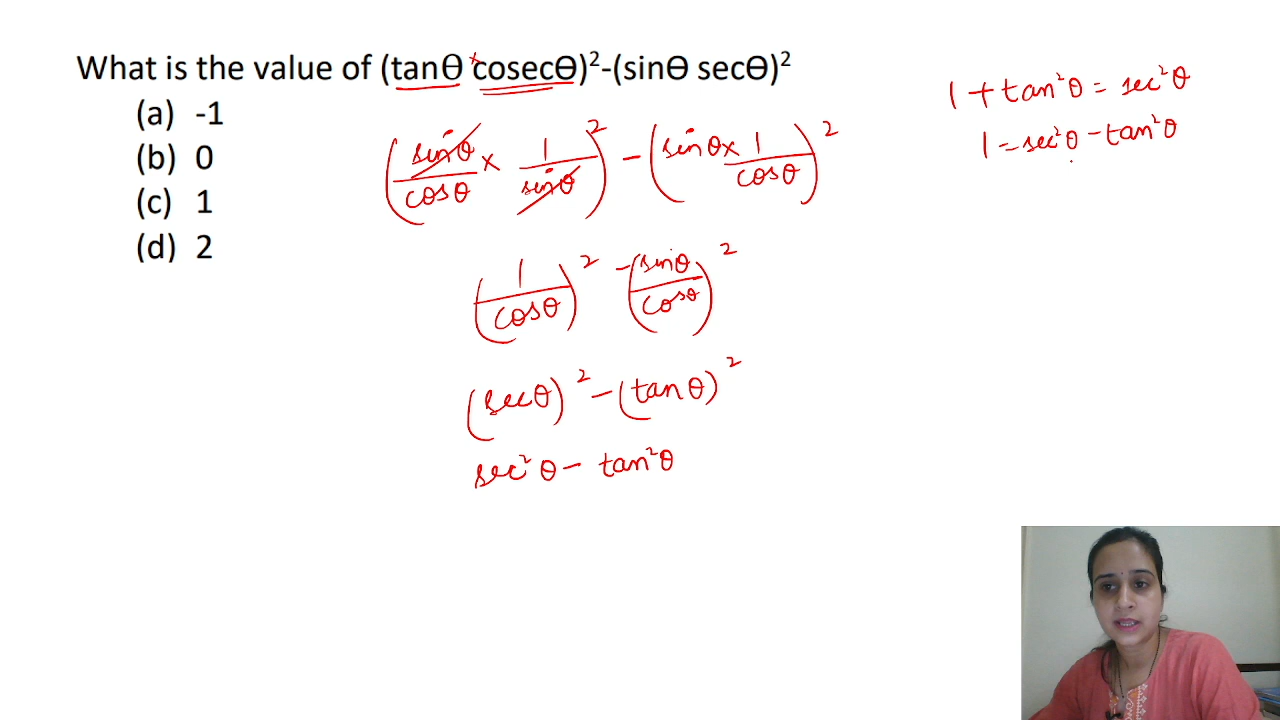 What is the value of (tanθ × cosecθ)²-(sinθ secθ)²
(a) -1
(b) 0
(c) 1
(d) 2
(sinθ/cosθ × 1/sinθ)² - (sinθ × 1/cosθ)²
(1/cosθ)² - (sinθ/cosθ)²
(secθ)² - (tanθ)²
sec²θ - tan²θ
1 + tan²θ = sec²θ
1 = sec²θ - tan²θ